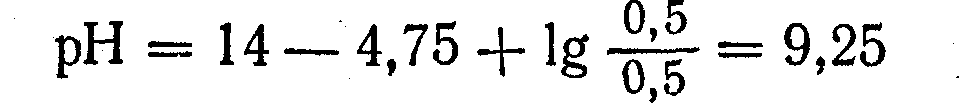 pH = 14 — 4,75 + lg 0,5/0,5 = 9,25